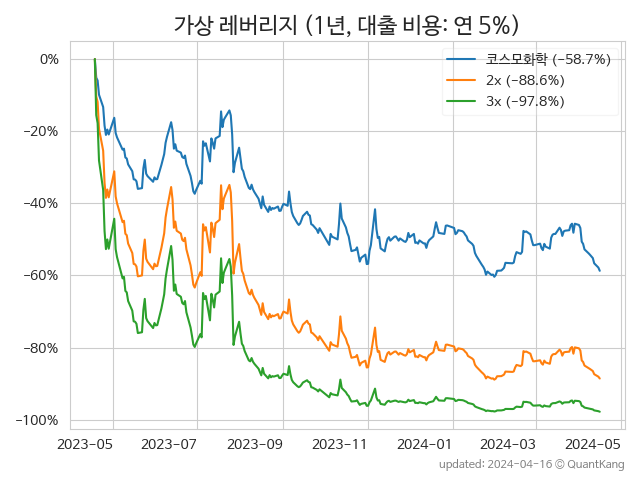 가상 레버리지 (1년, 대출 비용: 연 5%)
코스모화학 (−58.7%)
2x (−88.6%)
3x (−97.8%)
0%
−20%
−40%
−60%
−80%
−100%
2023-05 2023-07 2023-09 2023-11 2024-01 2024-03 2024-05
updated: 2024-04-16 © QuantKang